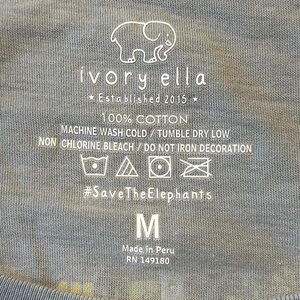 ivory ella
★ Established 2015 ★
100% COTTON
MACHINE WASH COLD / TUMBLE DRY LOW
NON CHLORINE BLEACH / DO NOT IRON DECORATION
#SaveTheElephants
M
Made in Peru
RN 149180